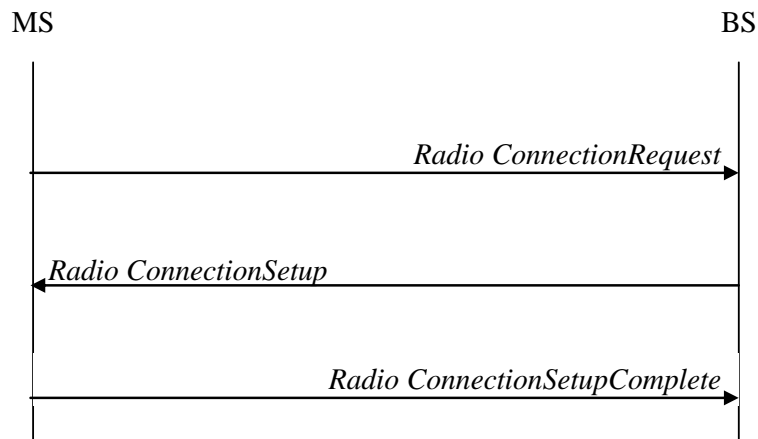 MS
BS
Radio ConnectionRequest
Radio ConnectionSetup
Radio ConnectionSetupComplete